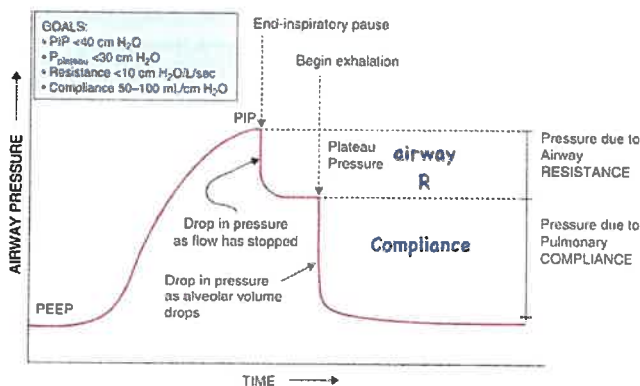 GOALS:
• PIP <40 cm H₂O
• Pplateau <30 cm H₂O
• Resistance <10 cm H₂O/L/sec
• Compliance 50–100 mL/cm H₂O
End-inspiratory pause
Begin exhalation
PIP
Plateau
Pressure
airway
R
Pressure due to
Airway
RESISTANCE
Drop in pressure
as flow has stopped
Compliance
Pressure due to
Pulmonary
COMPLIANCE
Drop in pressure
as alveolar volume
drops
PEEP
AIRWAY PRESSURE
TIME